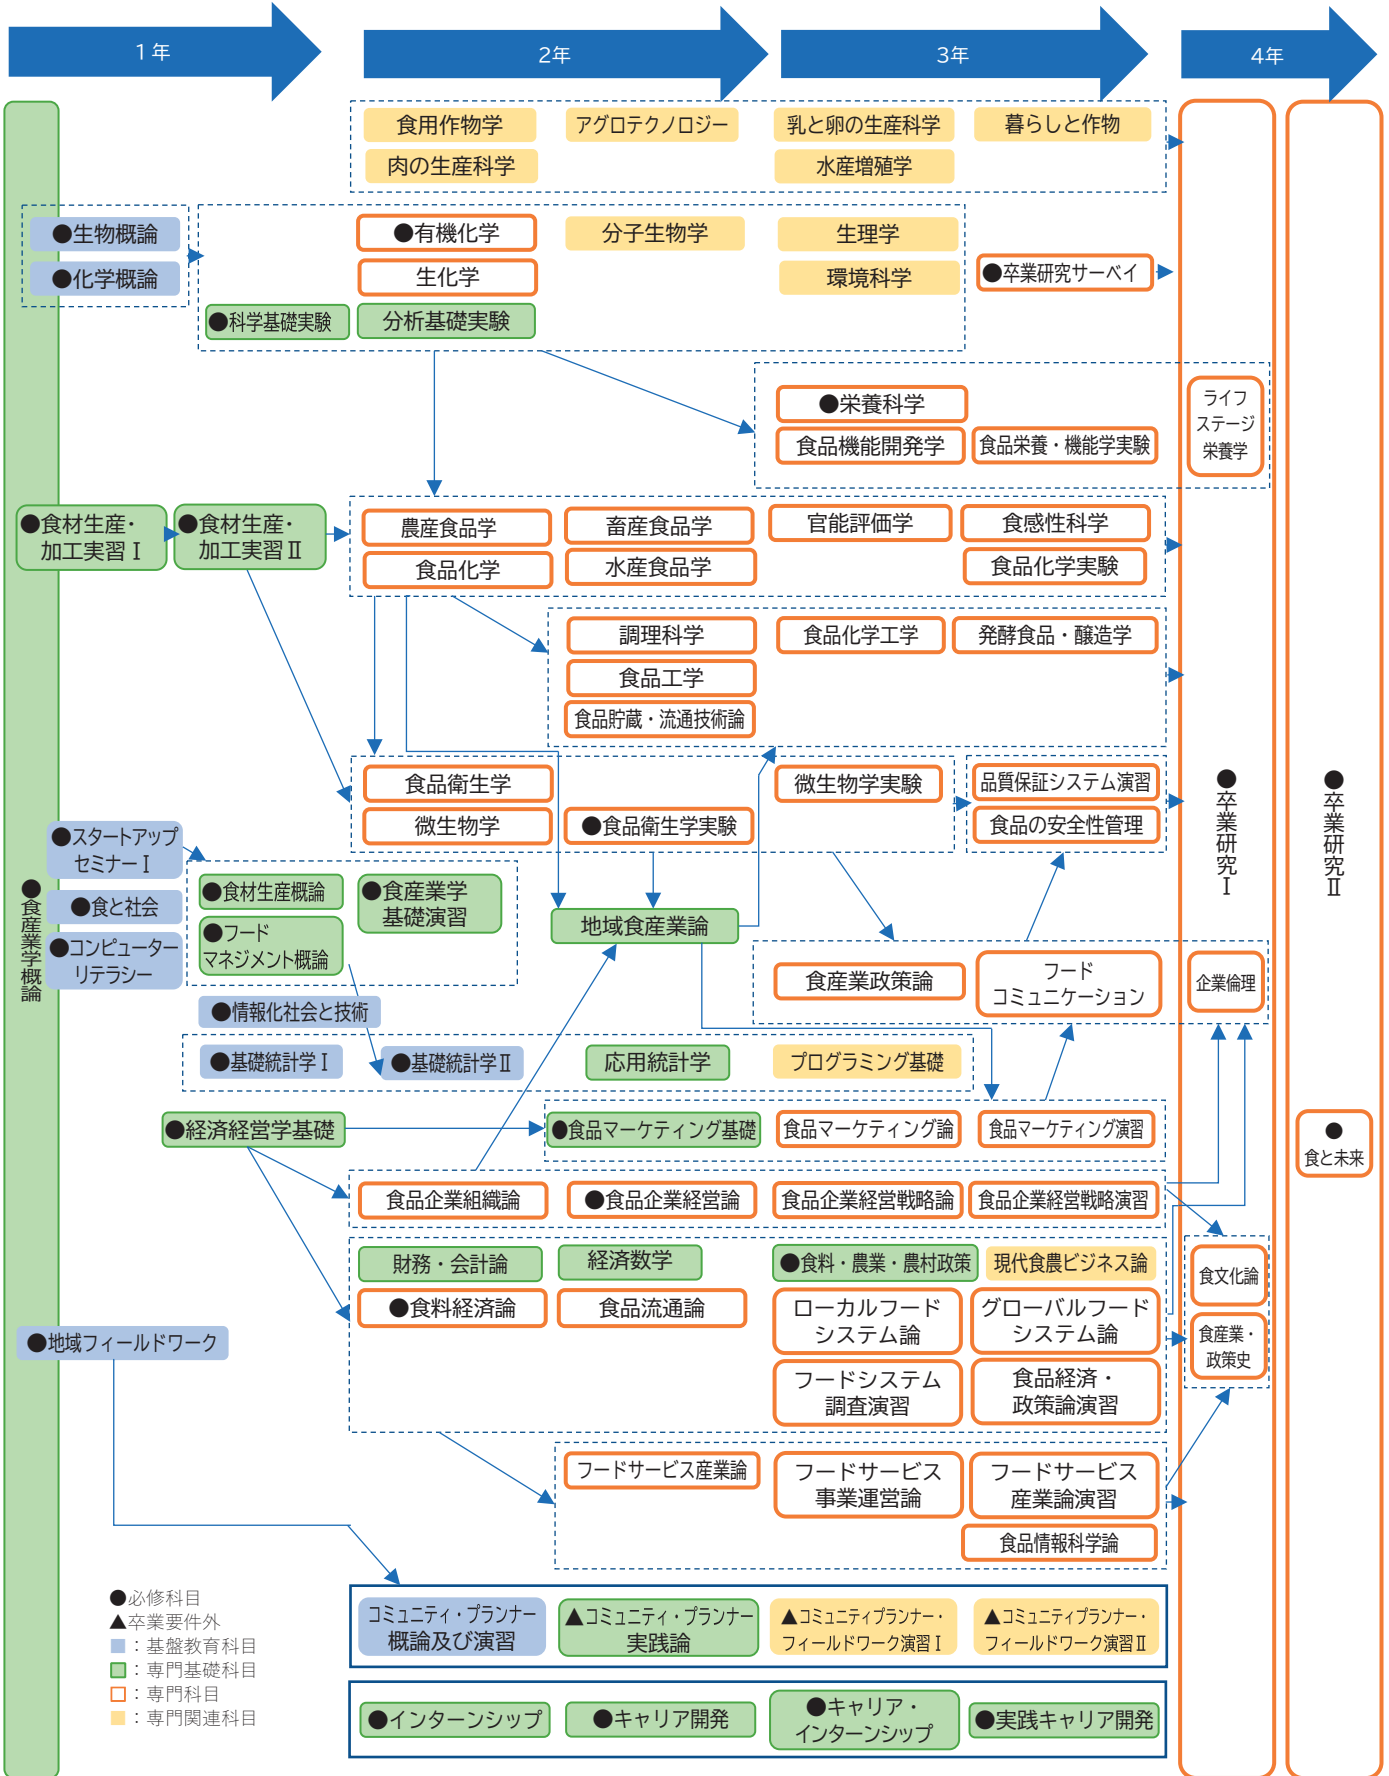 1年
2年
3年
4年
食用作物学
アグロテクノロジー
乳と卵の生産科学
暮らしと作物
肉の生産科学
水産増殖学
●生物概論
●化学概論
●有機化学
分子生物学
生理学
生化学
環境科学
●卒業研究サーベイ
●科学基礎実験
分析基礎実験
●栄養科学
食品機能開発学
食品栄養・機能学実験
ライフ
ステージ
栄養学
●食材生産・
加工実習Ⅰ
●食材生産・
加工実習Ⅱ
農産食品学
畜産食品学
官能評価学
食感性科学
食品化学
水産食品学
食品化学実験
調理科学
食品化学工学
発酵食品・醸造学
食品工学
食品貯蔵・流通技術論
食品衛生学
微生物学実験
品質保証システム演習
微生物学
●食品衛生学実験
食品の安全性管理
●卒業研究Ⅰ
●卒業研究Ⅱ
●食産業学概論
●スタートアップ
セミナーⅠ
●食と社会
●コンピューター
リテラシー
●食材生産概論
●食産業学
基礎演習
●フード
マネジメント概論
地域食産業論
食産業政策論
フード
コミュニケーション
企業倫理
●情報化社会と技術
●基礎統計学Ⅰ
●基礎統計学Ⅱ
応用統計学
プログラミング基礎
●経済経営学基礎
●食品マーケティング基礎
食品マーケティング論
食品マーケティング演習
●
食と未来
食品企業組織論
●食品企業経営論
食品企業経営戦略論
食品企業経営戦略演習
財務・会計論
経済数学
●食料・農業・農村政策
現代食農ビジネス論
●食料経済論
食品流通論
ローカルフード
システム論
グローバルフード
システム論
フードシステム
調査演習
食品経済・
政策論演習
食文化論
食産業・
政策史
●地域フィールドワーク
フードサービス産業論
フードサービス
事業運営論
フードサービス
産業論演習
食品情報科学論
コミュニティ・プランナー
概論及び演習
▲コミュニティ・プランナー
実践論
▲コミュニティプランナー・
フィールドワーク演習Ⅰ
▲コミュニティプランナー・
フィールドワーク演習Ⅱ
●インターンシップ
●キャリア開発
●キャリア・
インターンシップ
●実践キャリア開発
●必修科目
▲卒業要件外
：基盤教育科目
：専門基礎科目
：専門科目
：専門関連科目